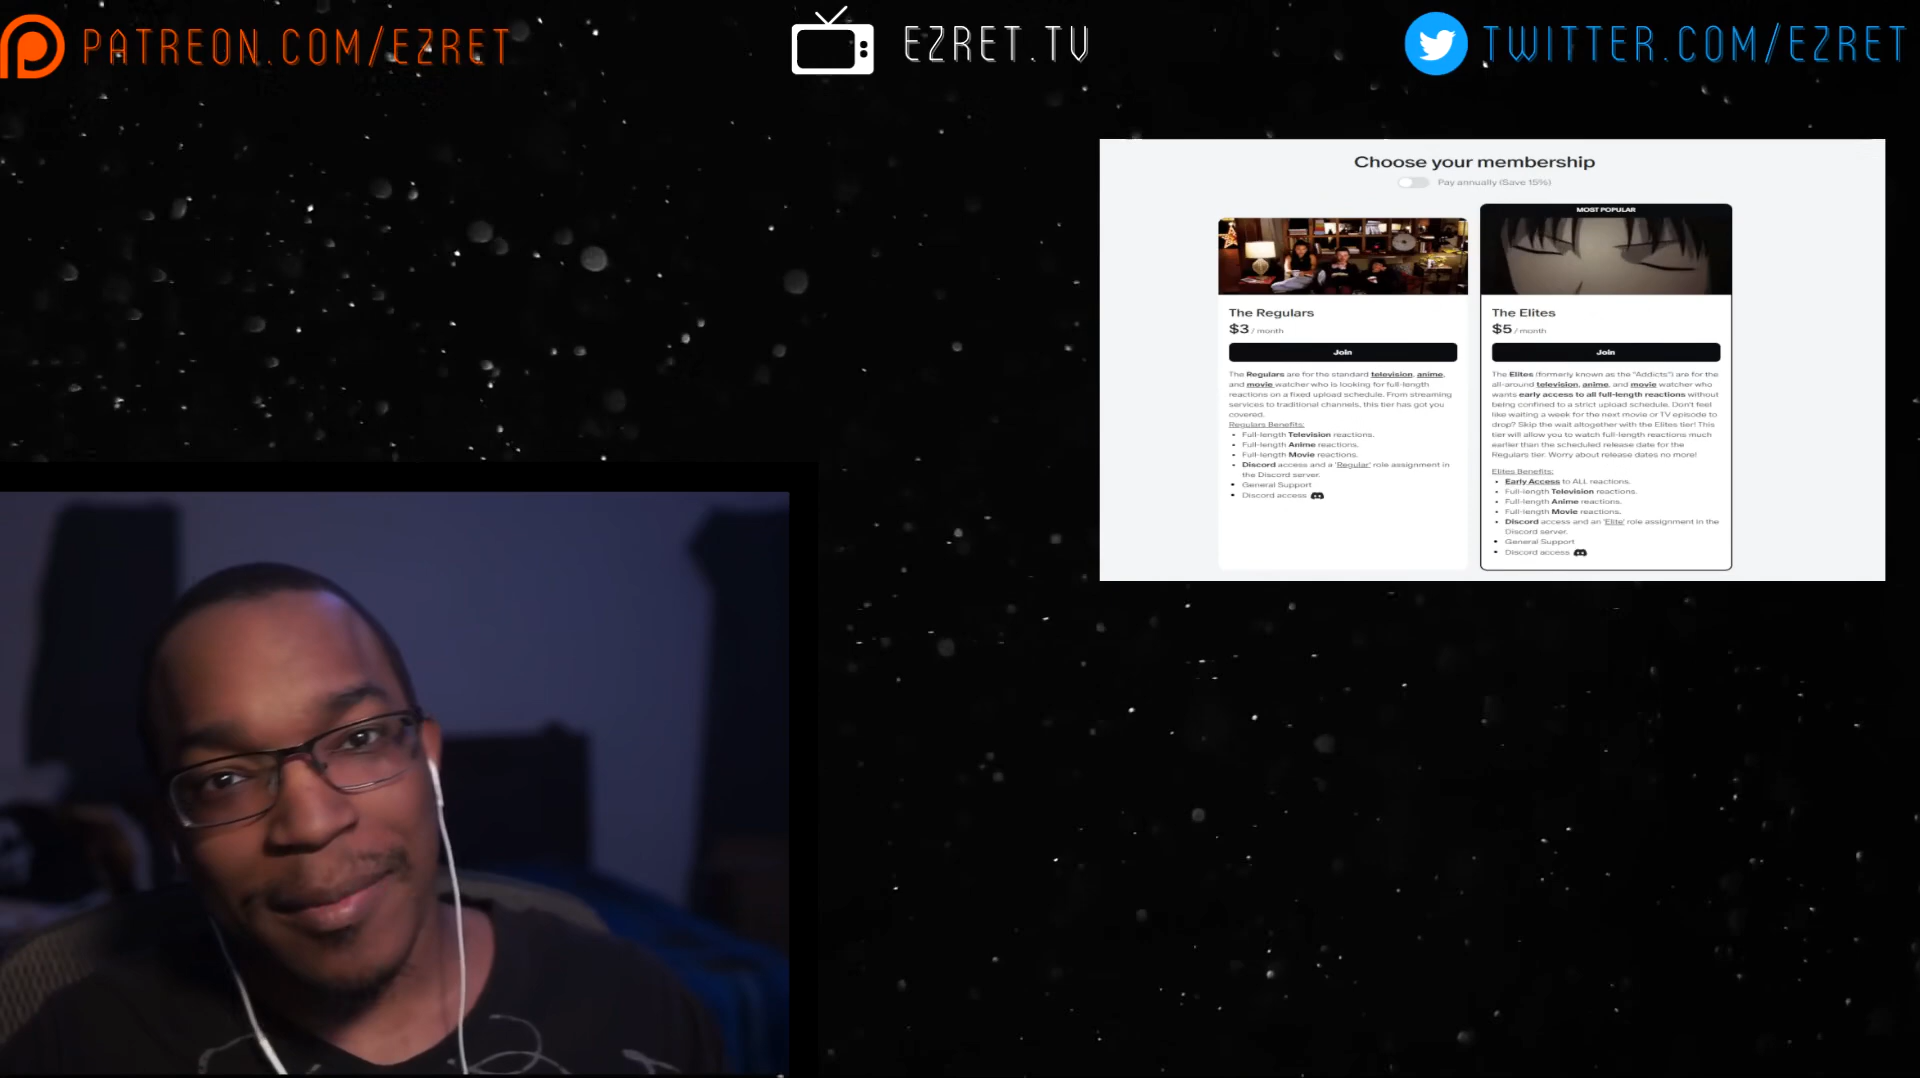 PATREON.COM/EZRET
EZRET.TV
TWITTER.COM/EZRET
Choose your membership
Pay annually (Save 15%)
The Regulars
$3 / month
Join
The Regulars are for the standard television, anime,
and movie watcher who is looking for full-length
reactions on a fixed upload schedule. From streaming
services to traditional channels, this tier has got you
covered.
Regulars Benefits:
• Full-length Television reactions.
• Full-length Anime reactions.
• Full-length Movie reactions.
• Discord access and a 'Regular' role assignment in
the Discord server.
• General Support
• Discord access
MOST POPULAR
The Elites
$5 / month
Join
The Elites (formerly known as the "Addicts") are for the
all-around television, anime, and movie watcher who
wants early access to all full-length reactions without
being confined to a strict upload schedule. Don't feel
like waiting a week for the next movie or TV episode to
drop? Skip the wait altogether with the Elites tier! This
tier will allow you to watch full-length reactions much
earlier than the scheduled release date for the
Regulars tier. Worry about release dates no more!
Elites Benefits:
• Early Access to ALL reactions.
• Full-length Television reactions.
• Full-length Anime reactions.
• Full-length Movie reactions.
• Discord access and an 'Elite' role assignment in the
Discord server.
• General Support
• Discord access